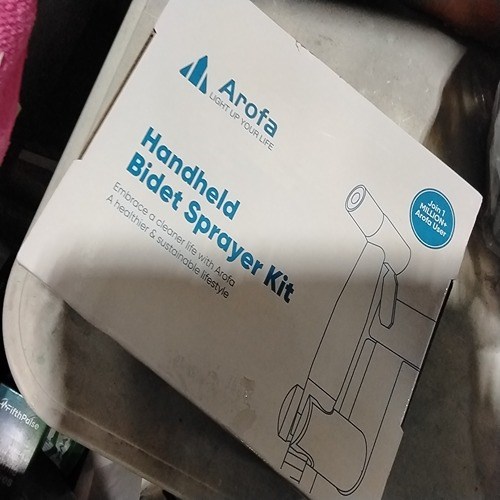 Arofa
LIGHT UP YOUR LIFE
Handheld
Bidet Sprayer Kit
Embrace a cleaner life with Arofa
A healthier & sustainable lifestyle
Join 1
MILLION+
Arofa User
FifthPulse